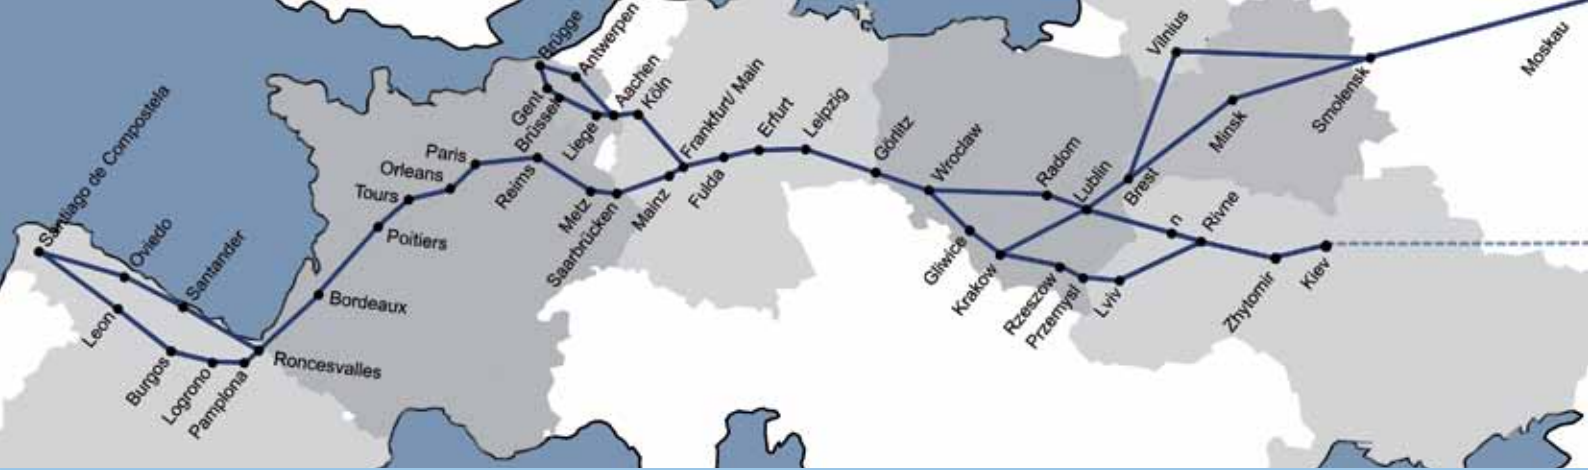 Santiago de Compostela
Oviedo
Santander
Leon
Burgos
Logrono
Pamplona
Roncesvalles
Bordeaux
Poitiers
Tours
Orleans
Paris
Reims
Metz
Saarbrücken
Mainz
Brügge
Antwerpen
Gent
Brüssel
Liege
Aachen
Köln
Frankfurt/ Main
Fulda
Erfurt
Leipzig
Görlitz
Wroclaw
Gliwice
Krakow
Rzeszow
Przemysl
Lviv
Radom
Lublin
Brest
n
Rivne
Zhytomir
Kiev
Vilnius
Minsk
Smolensk
Moskau